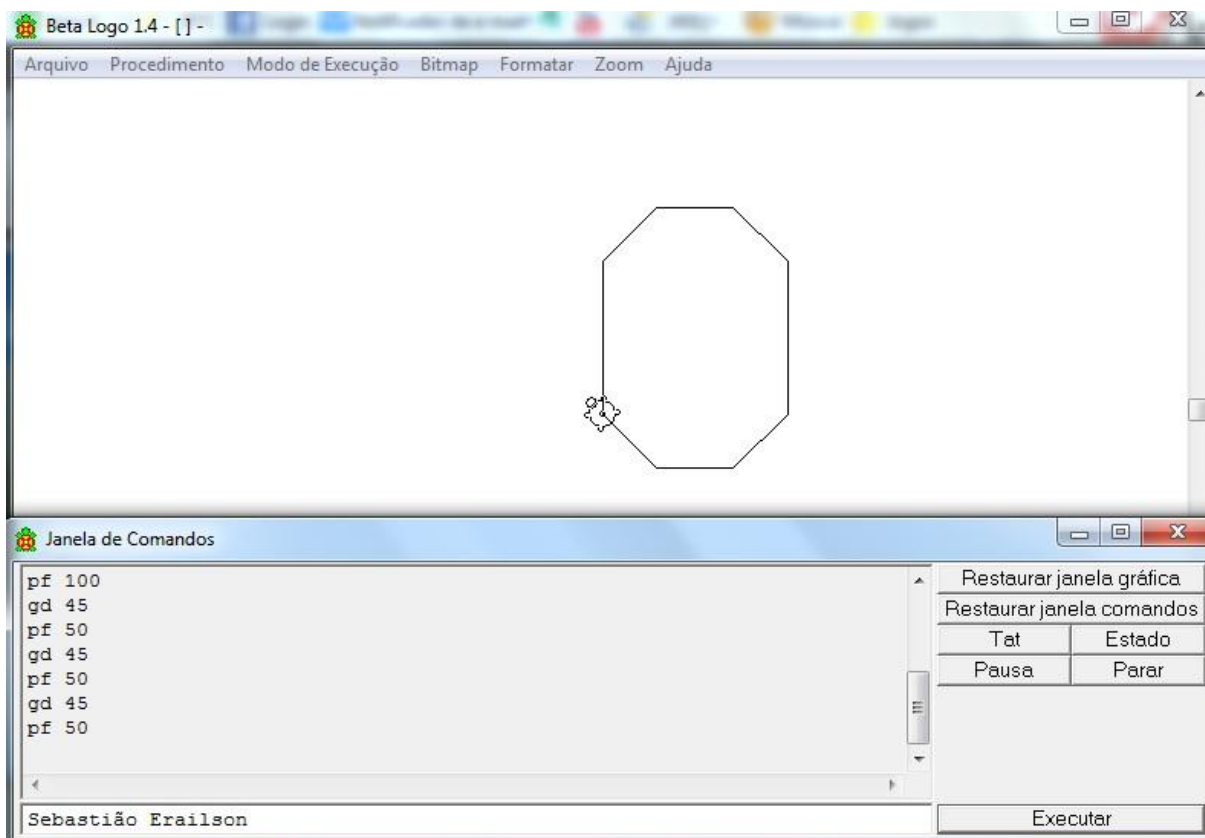 Beta Logo 1.4 - [ ] -
Arquivo Procedimento Modo de Execução Bitmap Formatar Zoom Ajuda
Janela de Comandos
pf 100
gd 45
pf 50
gd 45
pf 50
gd 45
pf 50
Restaurar janela gráfica
Restaurar janela comandos
Tat Estado
Pausa Parar
Sebastião Erailson
Executar